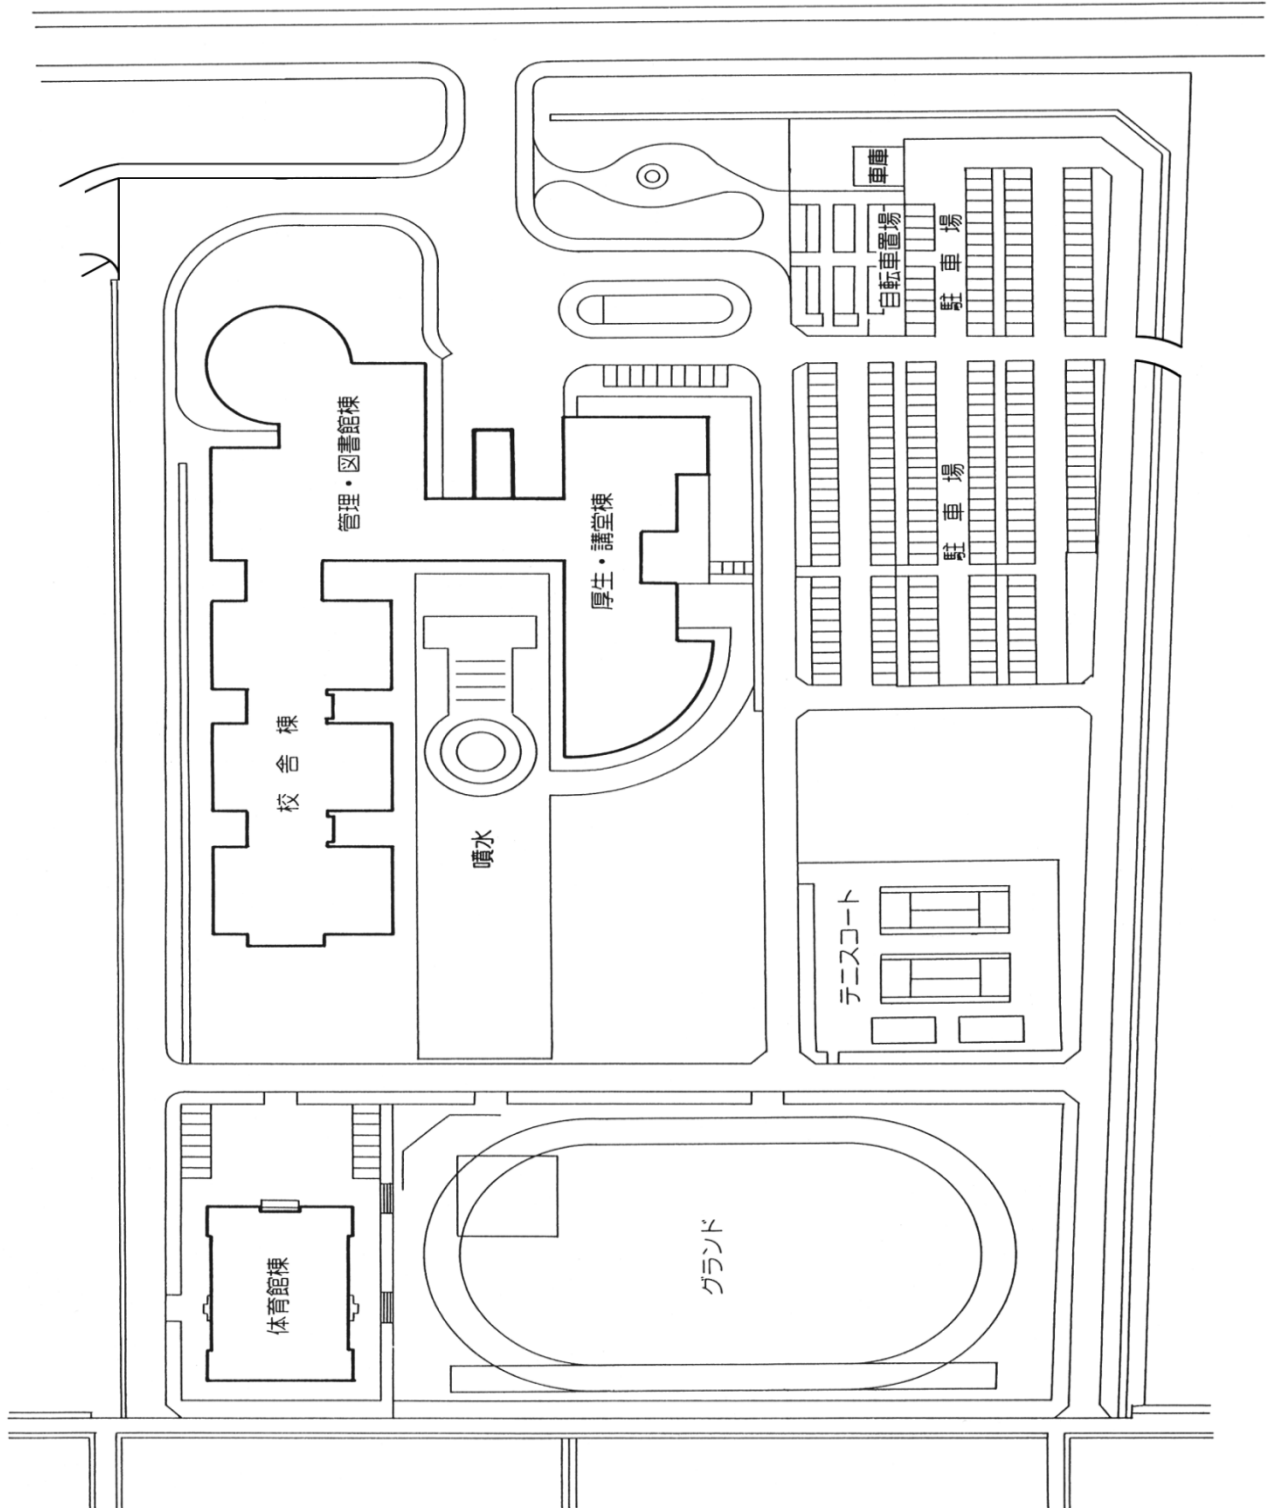 車庫
自転車置場
駐車場
管理・図書館棟
厚生・講堂棟
駐車場
校舎棟
噴水
テニスコート
グランド
体育館棟